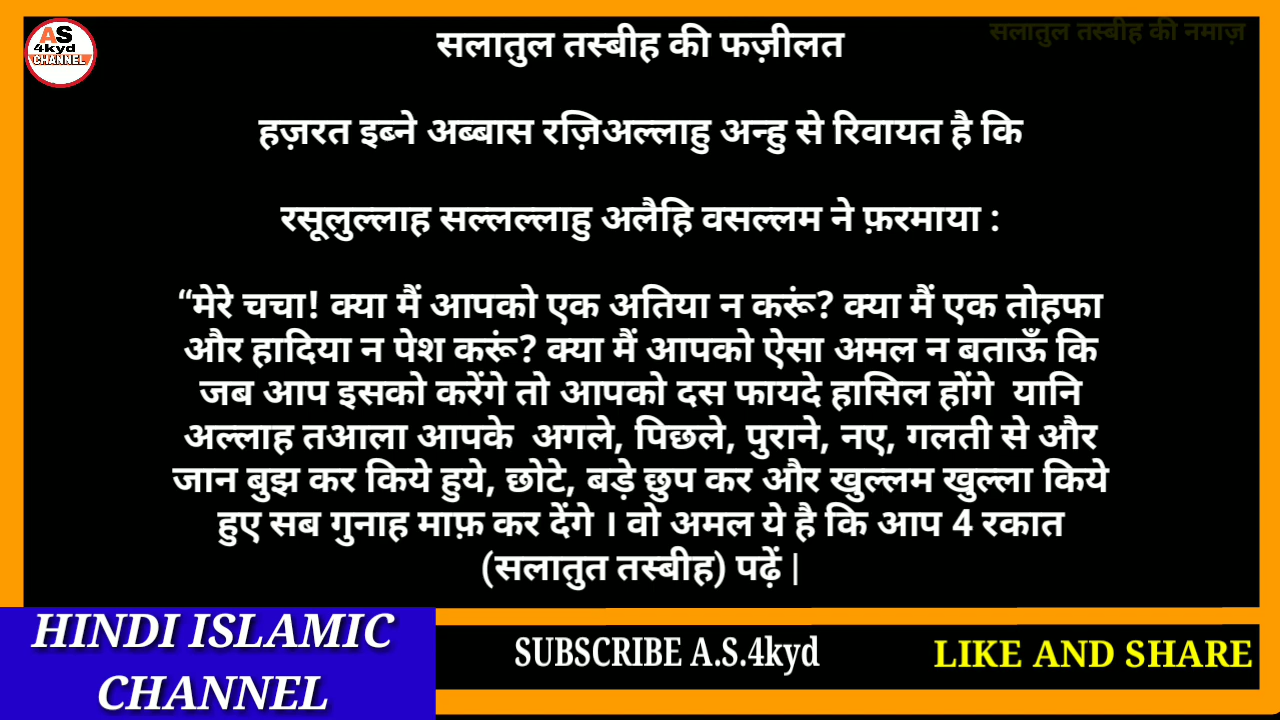 AS
4kyd
CHANNEL
सलातुल तस्बीह की नमाज़
सलातुल तस्बीह की फज़ीलत
हज़रत इब्ने अब्बास रज़िअल्लाहु अन्हु से रिवायत है कि
रसूलुल्लाह सल्लल्लाहु अलैहि वसल्लम ने फ़रमाया :
“मेरे चचा! क्या मैं आपको एक अतिया न करूं? क्या मैं एक तोहफा
और हादिया न पेश करूं? क्या मैं आपको ऐसा अमल न बताऊँ कि
जब आप इसको करेंगे तो आपको दस फायदे हासिल होंगे यानि
अल्लाह तआला आपके अगले, पिछले, पुराने, नए, गलती से और
जान बुझ कर किये हुये, छोटे, बड़े छुप कर और खुल्लम खुल्ला किये
हुए सब गुनाह माफ़ कर देंगे । वो अमल ये है कि आप 4 रकात
(सलातुत तस्बीह) पढ़ें |
HINDI ISLAMIC
CHANNEL
SUBSCRIBE A.S.4kyd
LIKE AND SHARE